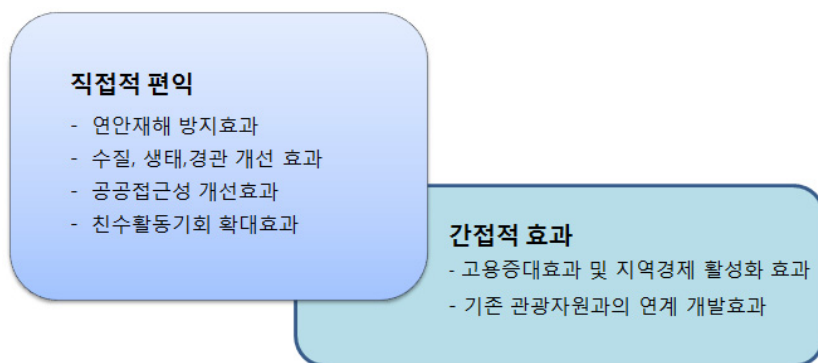 직접적 편익
- 연안재해 방지효과
- 수질, 생태,경관 개선 효과
- 공공접근성 개선효과
- 친수활동기회 확대효과
간접적 효과
- 고용증대효과 및 지역경제 활성화 효과
- 기존 관광자원과의 연계 개발효과